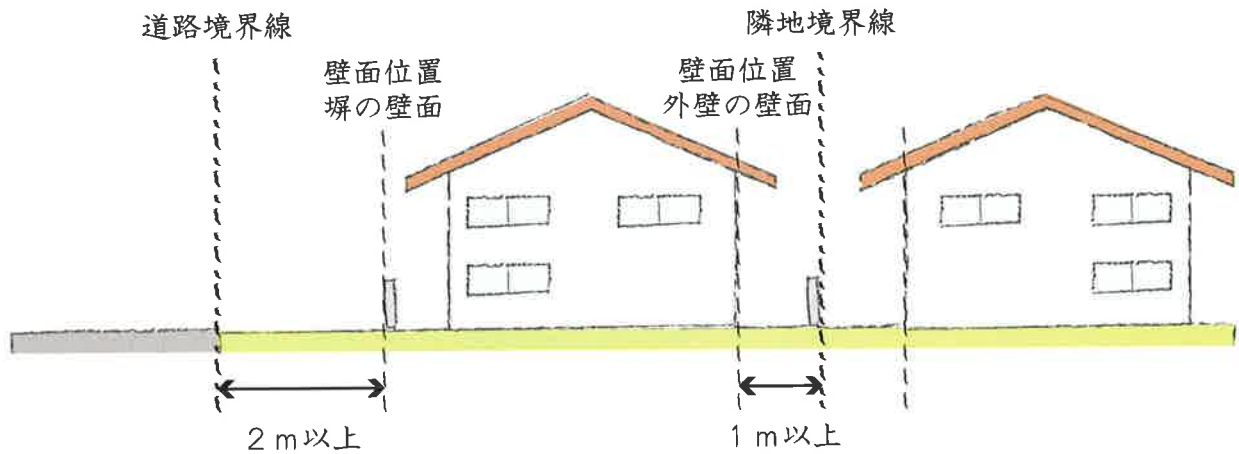 道路境界線
隣地境界線
壁面位置
塀の壁面
壁面位置
外壁の壁面
2m以上
1m以上